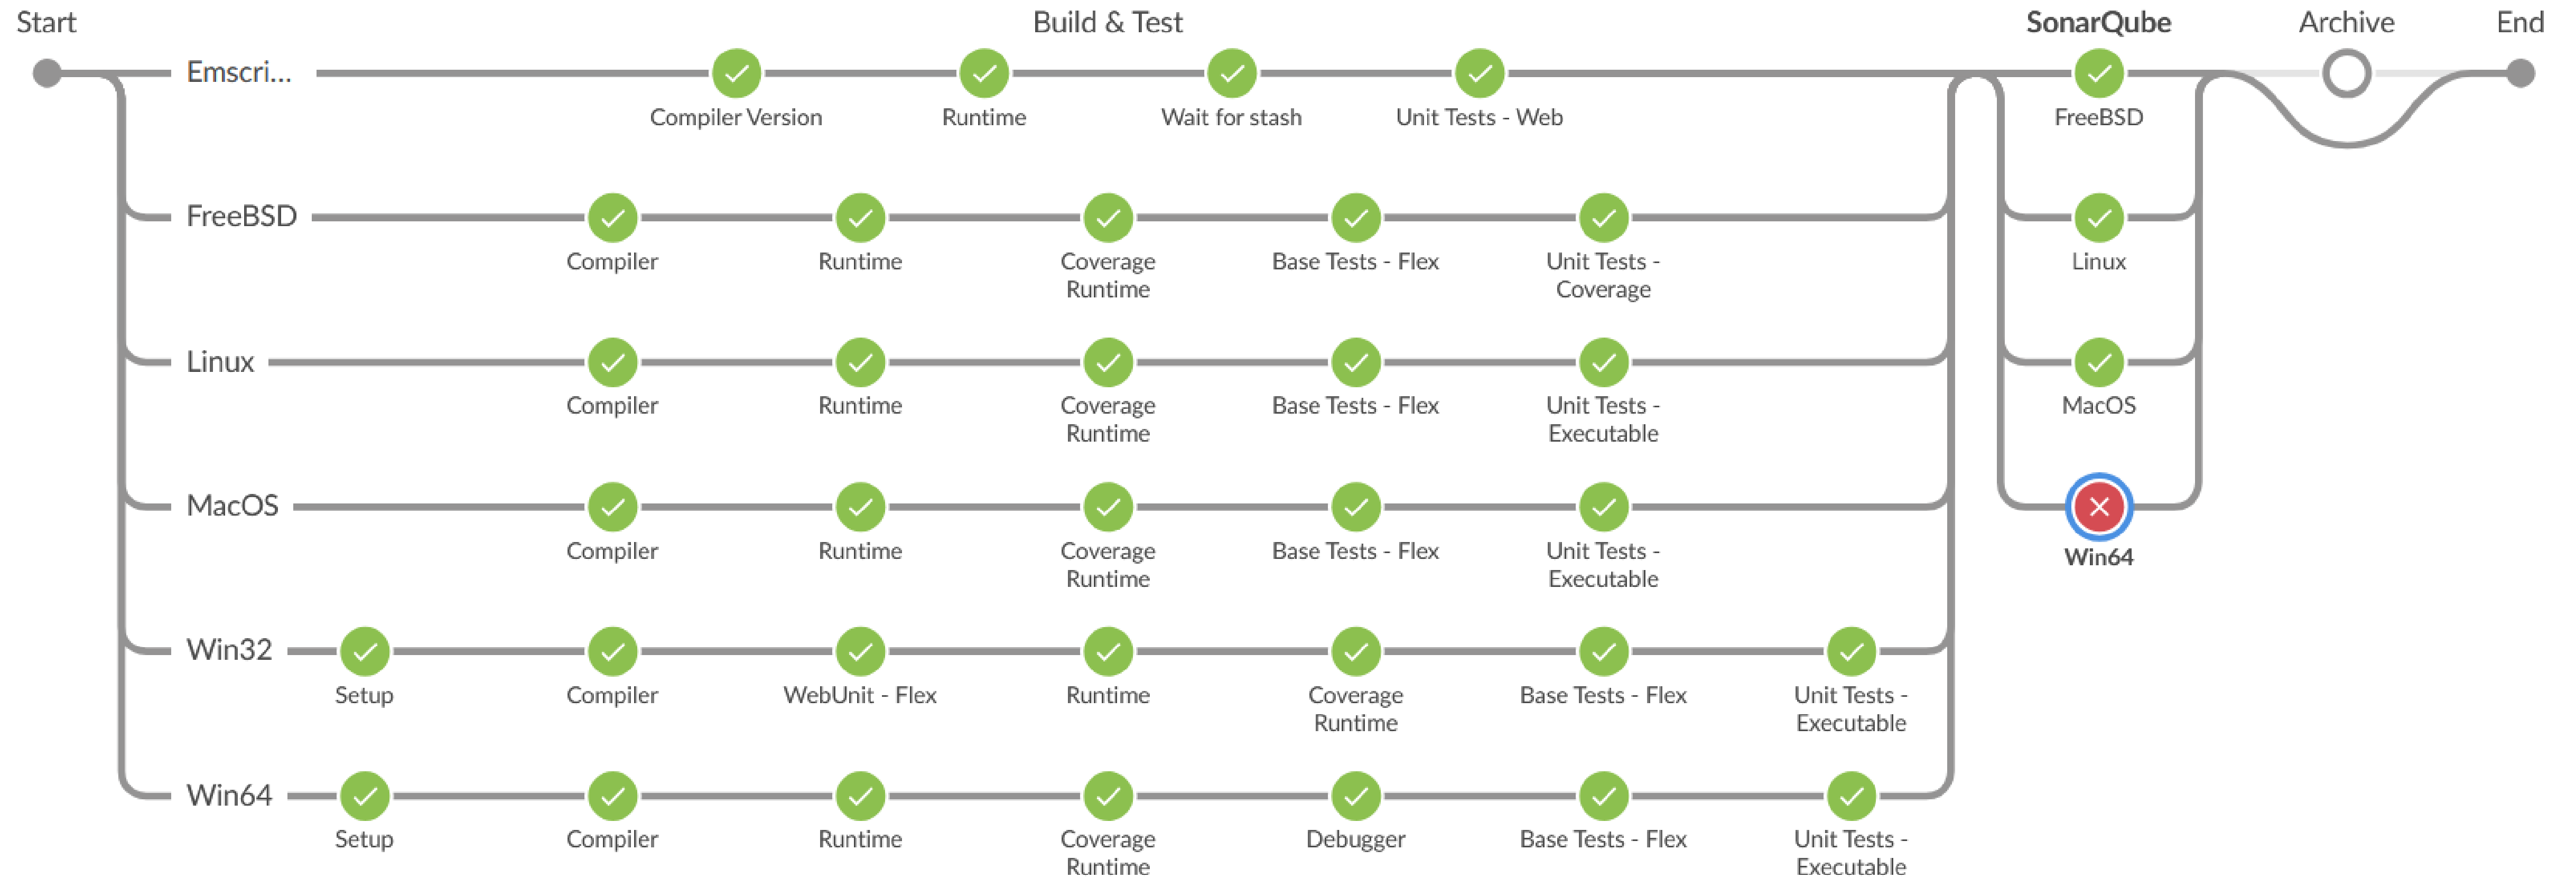 Start
Build & Test
SonarQube
Archive
End
Emscri...
Compiler Version
Runtime
Wait for stash
Unit Tests - Web
FreeBSD
FreeBSD
Compiler
Runtime
Coverage
Runtime
Base Tests - Flex
Unit Tests -
Coverage
Linux
Linux
Compiler
Runtime
Coverage
Runtime
Base Tests - Flex
Unit Tests -
Executable
MacOS
MacOS
Compiler
Runtime
Coverage
Runtime
Base Tests - Flex
Unit Tests -
Executable
Win64
Win32
Setup
Compiler
WebUnit - Flex
Runtime
Coverage
Runtime
Base Tests - Flex
Unit Tests -
Executable
Win64
Setup
Compiler
Runtime
Coverage
Runtime
Debugger
Base Tests - Flex
Unit Tests -
Executable